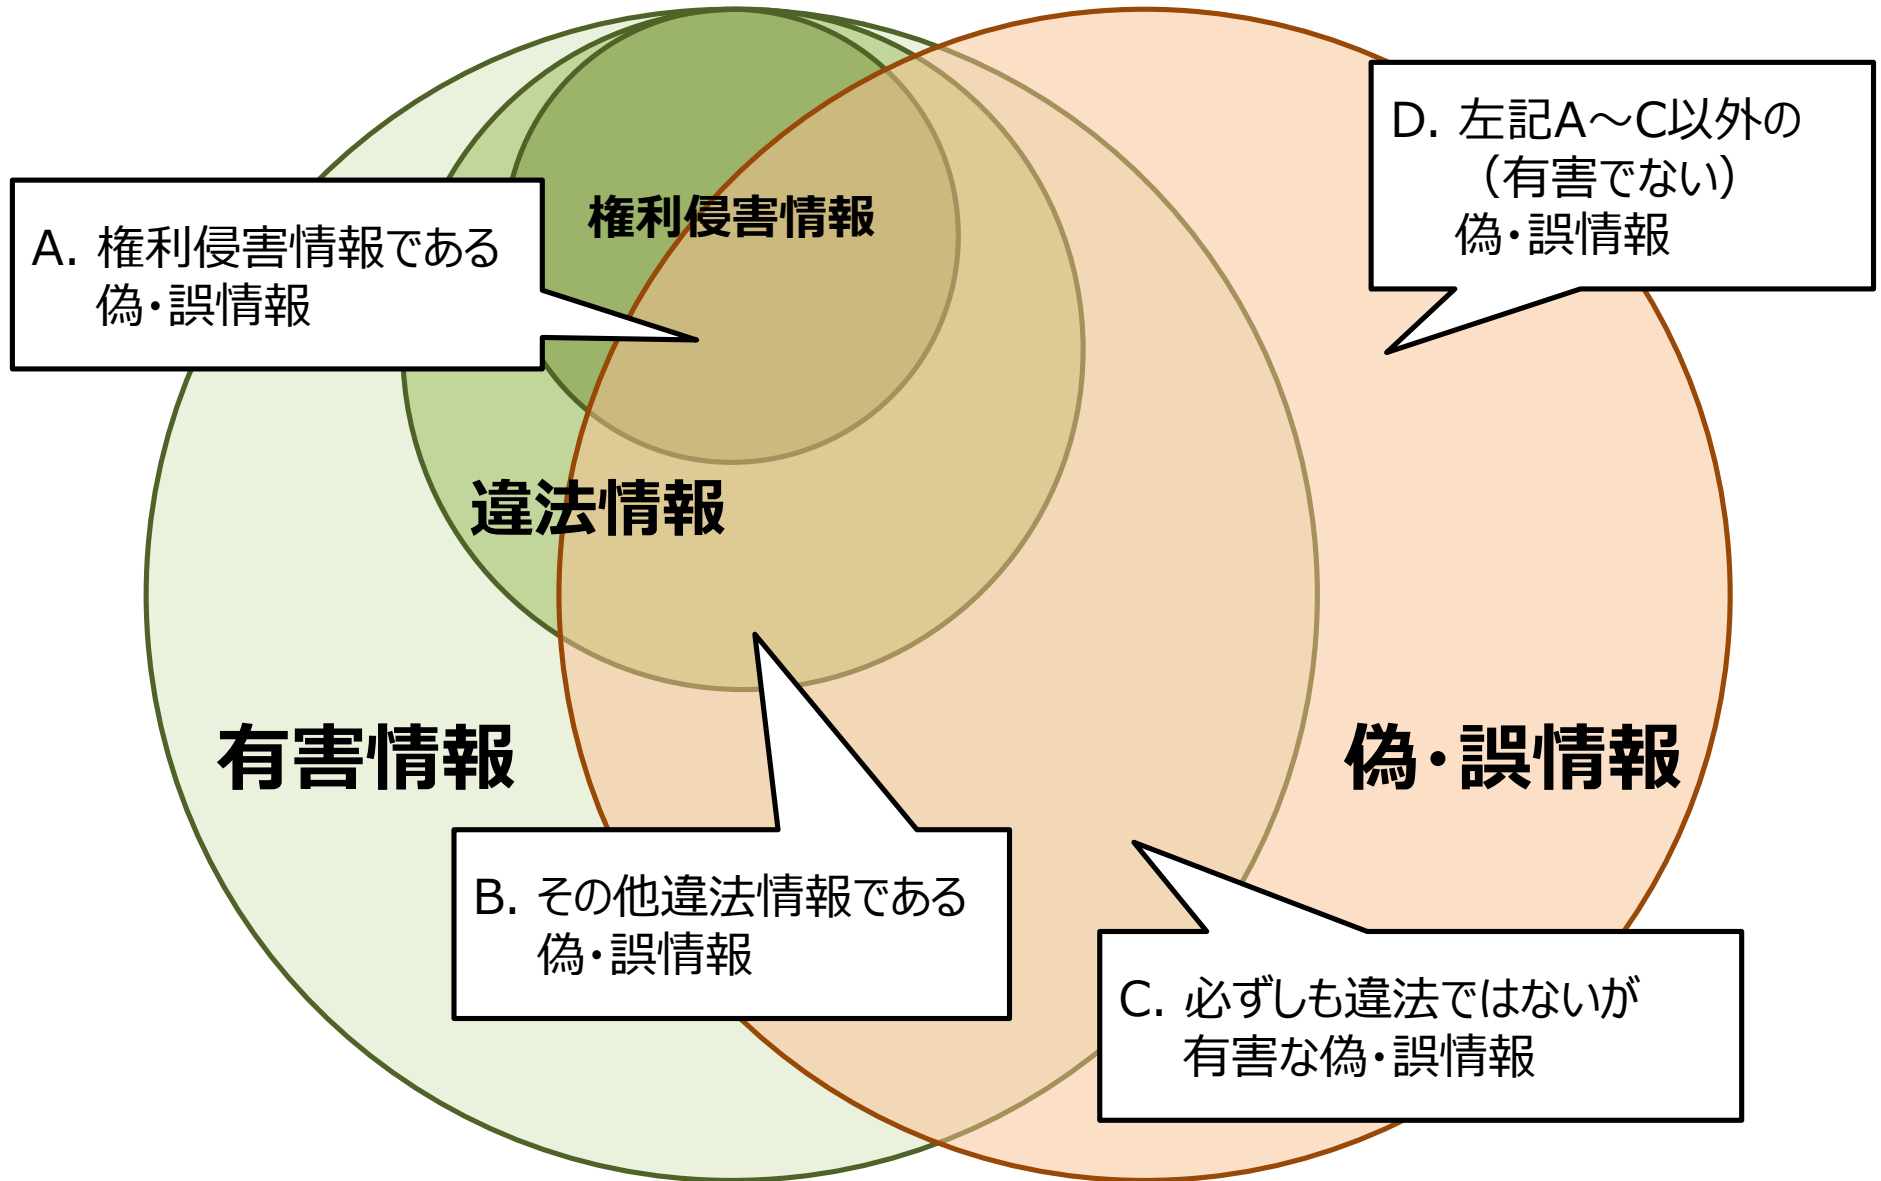 権利侵害情報
A. 権利侵害情報である
偽・誤情報
D. 左記A～C以外の
（有害でない）
偽・誤情報
違法情報
有害情報
偽・誤情報
B. その他違法情報である
偽・誤情報
C. 必ずしも違法ではないが
有害な偽・誤情報